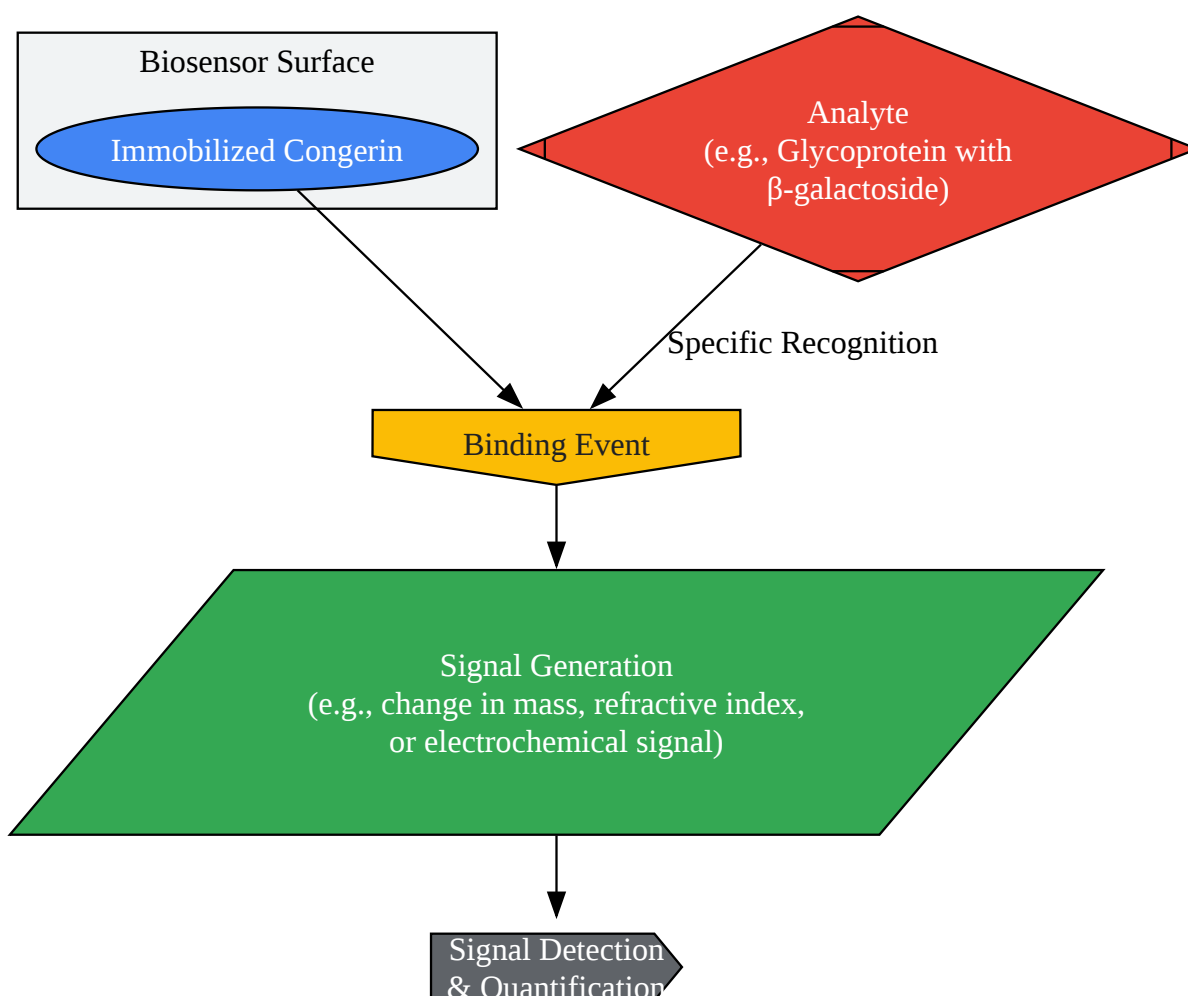 Biosensor Surface
Immobilized Congerin
Analyte
(e.g., Glycoprotein with
β-galactoside)
Specific Recognition
Binding Event
Signal Generation
(e.g., change in mass, refractive index,
or electrochemical signal)
Signal Detection
& Quantification